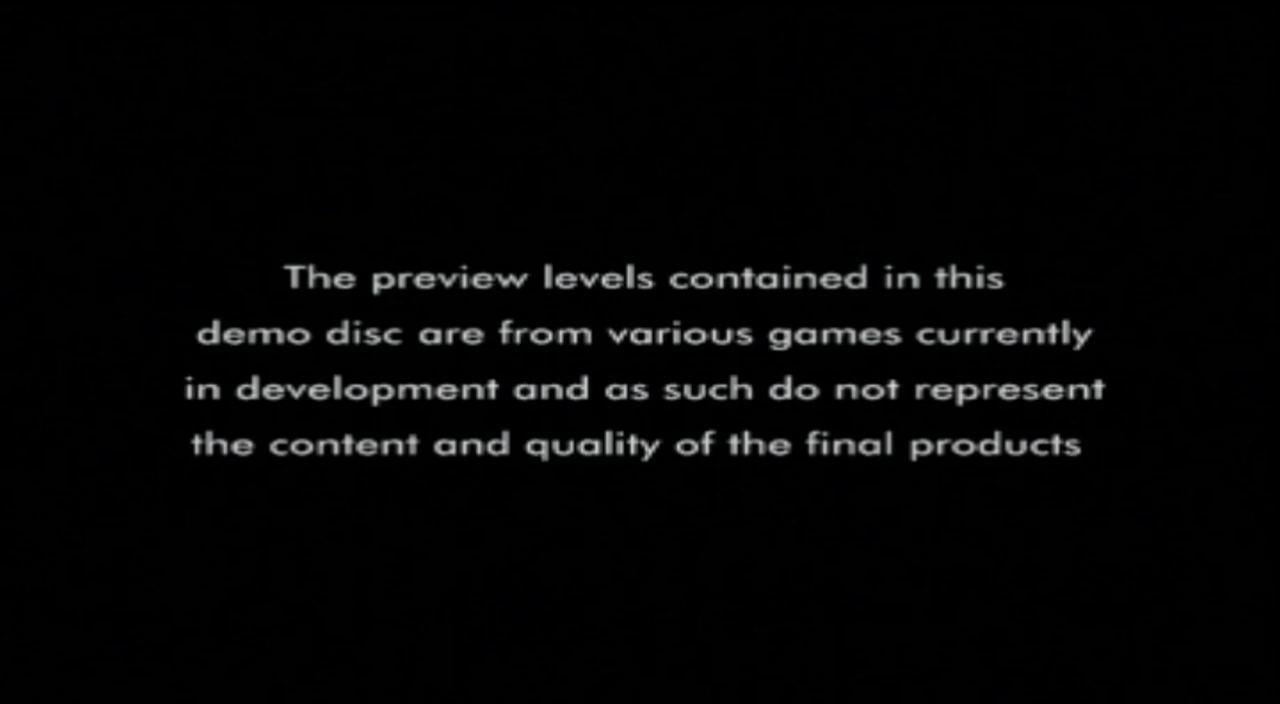 The preview levels contained in this
demo disc are from various games currently
in development and as such do not represent
the content and quality of the final products